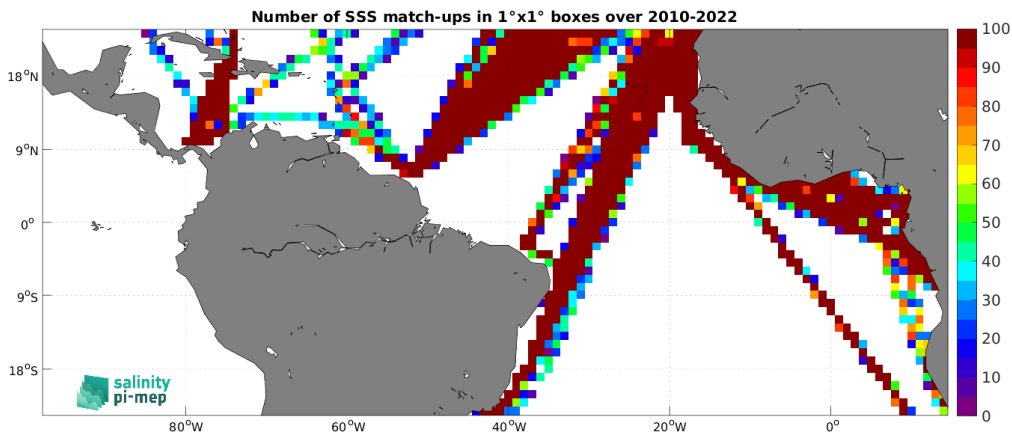 Number of SSS match-ups in 1°x1° boxes over 2010-2022
18°N
9°N
0°
9°S
18°S
80°W
60°W
40°W
20°W
0°
100
90
80
70
60
50
40
30
20
10
0
salinity
pi-mep